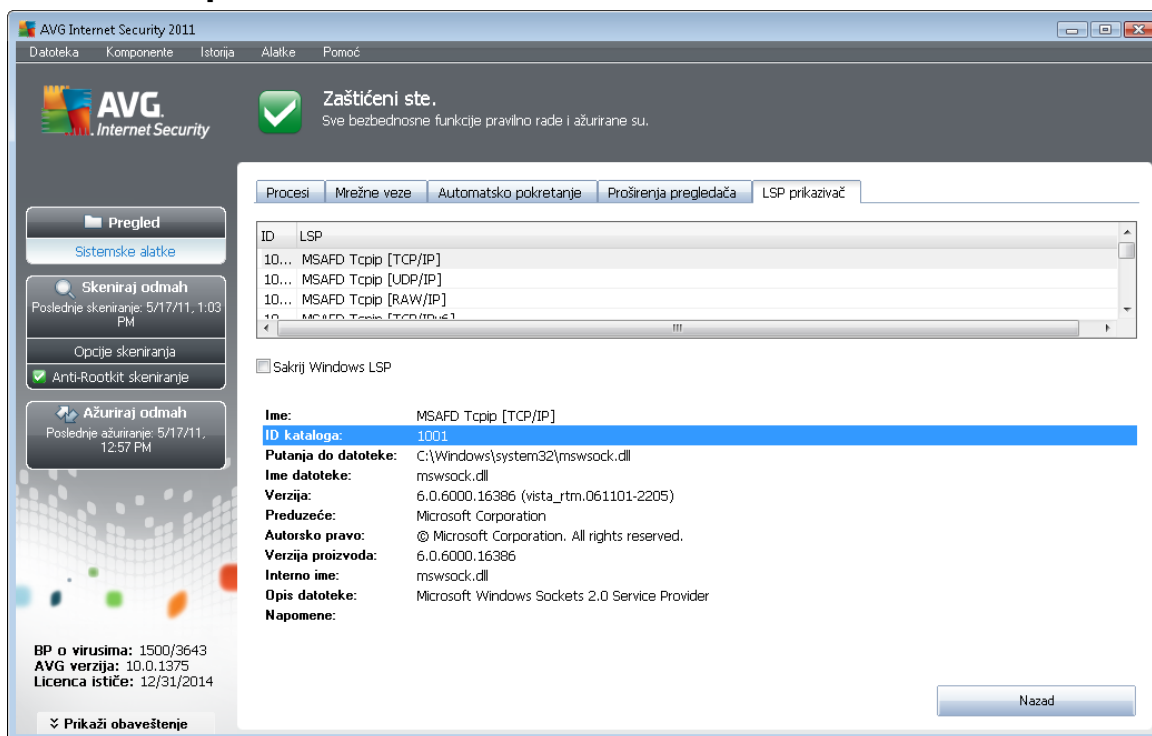 AVG Internet Security 2011
Datoteka Komponente Istorija Alatke Pomoć
AVG.
Internet Security
Zaštićeni ste.
Sve bezbednosne funkcije pravilno rade i ažurirane su.
Pregled
Sistemske alatke
Skeniraj odmah
Poslednje skeniranje: 5/17/11, 1:03
PM
Opcije skeniranja
Anti-Rootkit skeniranje
Ažuriraj odmah
Poslednje ažuriranje: 5/17/11,
12:57 PM
BP o virusima: 1500/3643
AVG verzija: 10.0.1375
Licenca ističe: 12/31/2014
Prikaži obaveštenje
Procesi Mrežne veze Automatsko pokretanje Proširenja pregledača LSP prikazivač
ID LSP
10... MSAFD Tcpip [TCP/IP]
10... MSAFD Tcpip [UDP/IP]
10... MSAFD Tcpip [RAW/IP]
10... MSAFD Tcpip [TCP/IPv6]
Sakrij Windows LSP
Ime: MSAFD Tcpip [TCP/IP]
ID kataloga: 1001
Putanja do datoteke: C:\Windows\system32\mswsock.dll
Ime datoteke: mswsock.dll
Verzija: 6.0.6000.16386 (vista_rtm.061101-2205)
Preduzeće: Microsoft Corporation
Autorsko pravo: © Microsoft Corporation. All rights reserved.
Verzija proizvoda: 6.0.6000.16386
Interno ime: mswsock.dll
Opis datoteke: Microsoft Windows Sockets 2.0 Service Provider
Napomene:
Nazad